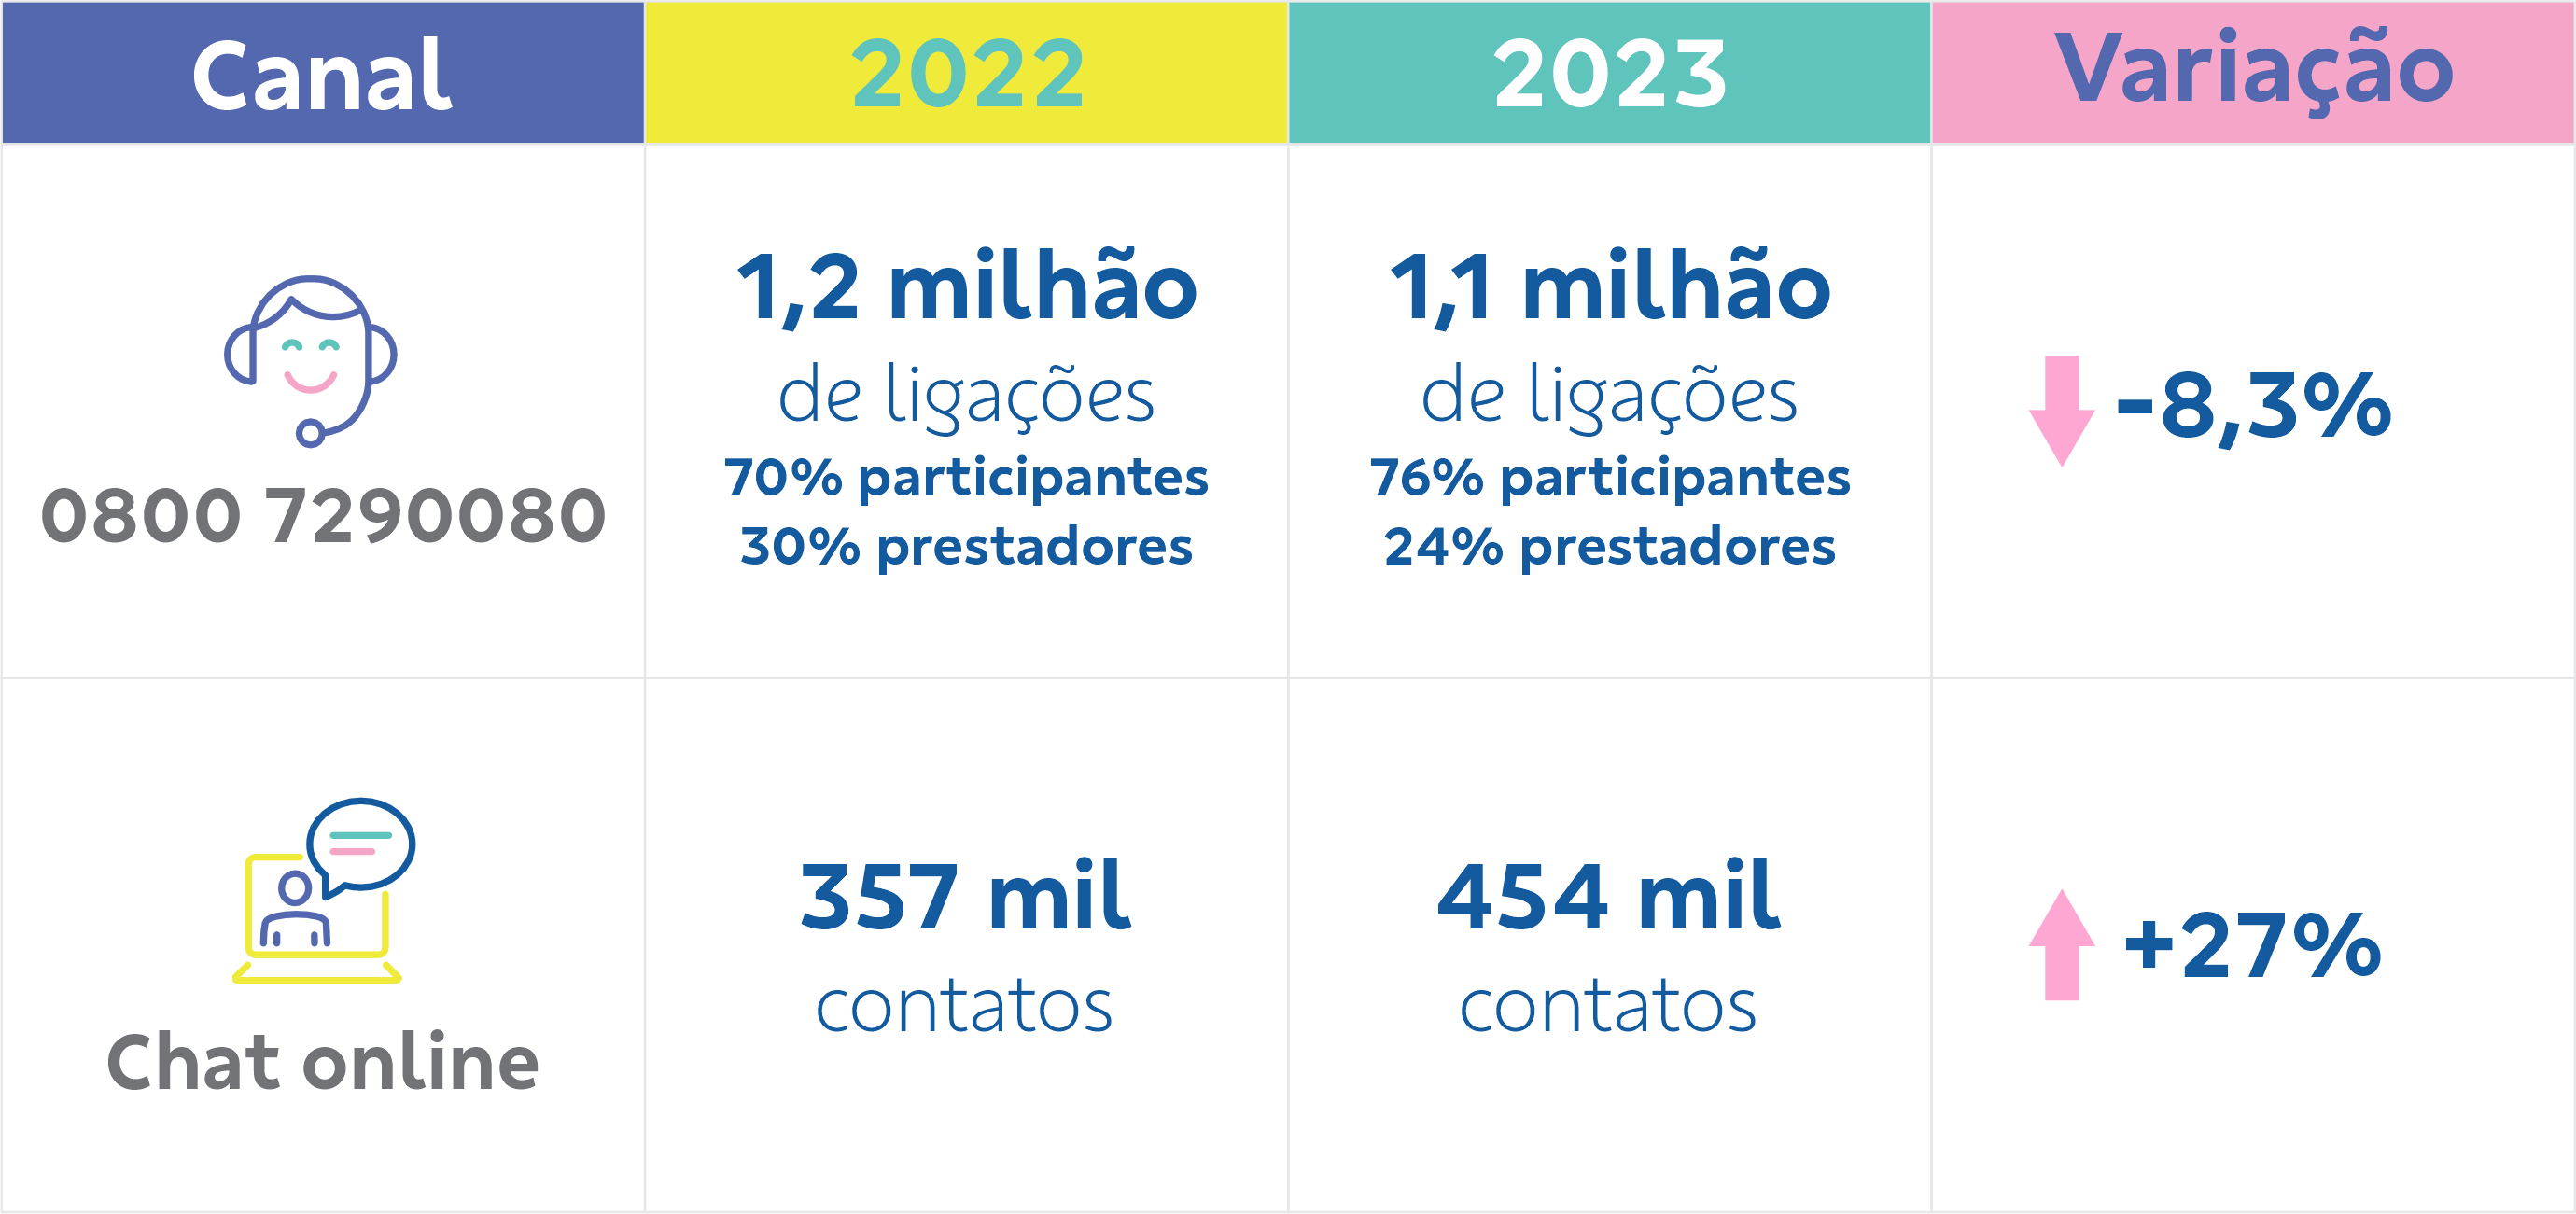 Canal
2022
2023
Variação
0800 7290080
1,2 milhão
de ligações
70% participantes
30% prestadores
1,1 milhão
de ligações
76% participantes
24% prestadores
-8,3%
Chat online
357 mil
contatos
454 mil
contatos
+27%